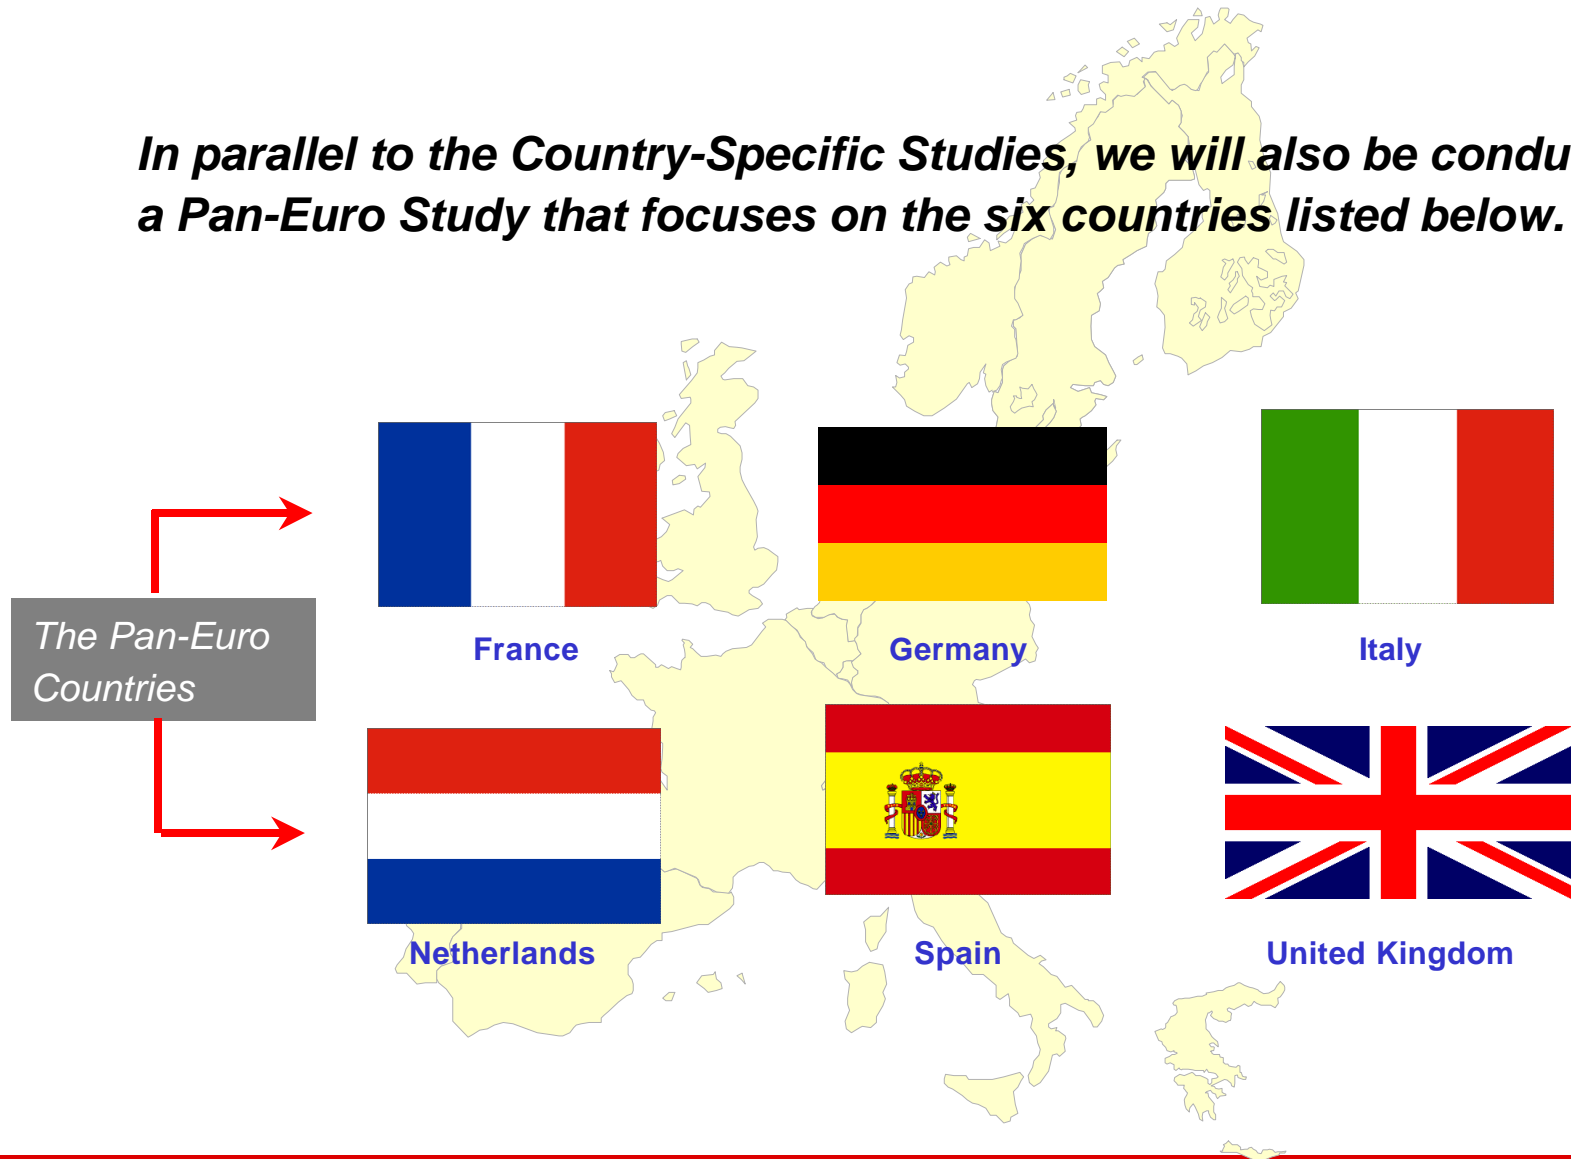 In parallel to the Country-Specific Studies, we will also be condu
a Pan-Euro Study that focuses on the six countries listed below.
The Pan-Euro
Countries
France
Germany
Italy
Netherlands
Spain
United Kingdom